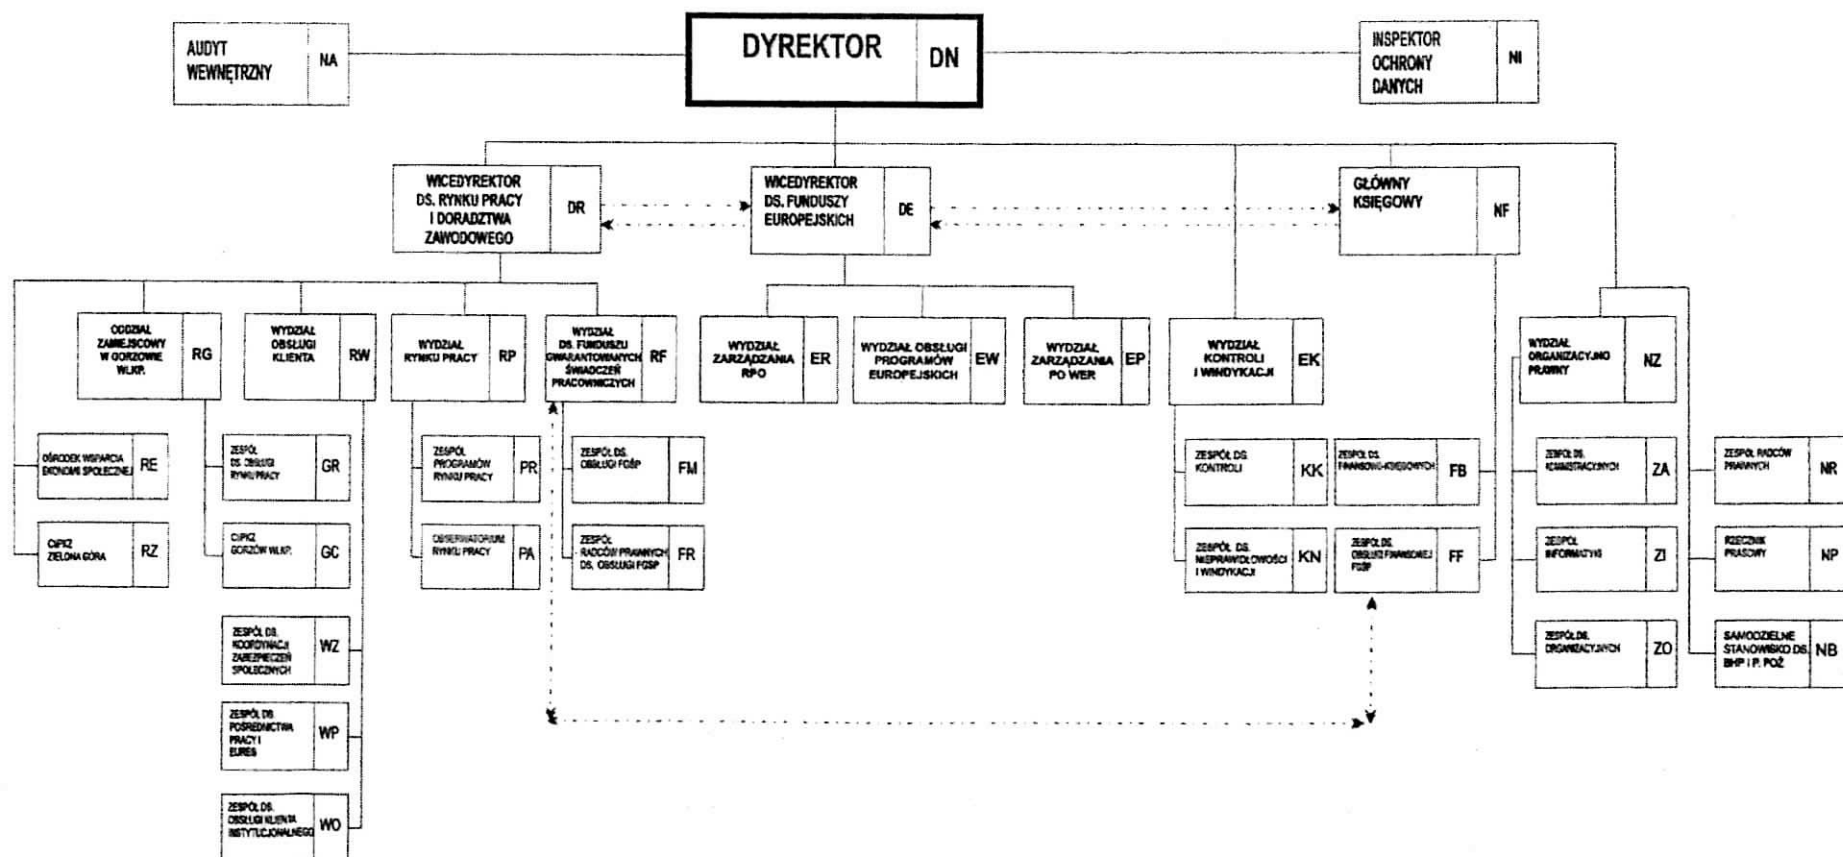 AUDYT
WEWNĘTRZNY
NA
DYREKTOR
DN
INSPEKTOR
OCHRONY
DANYCH
NI
WICEDYREKTOR
DS. RYNKU PRACY
I DORADZTWA
ZAWODOWEGO
DR
WICEDYREKTOR
DS. FUNDUSZY
EUROPEJSKICH
DE
GŁÓWNY
KSIĘGOWY
NF
ODDZIAŁ
ZAMIEJSCOWY
W GORZOWIE
WLKP.
RG
WYDZIAŁ
OBSŁUGI
KLIENTA
RW
WYDZIAŁ
RYNKU PRACY
RP
WYDZIAŁ
DS. FUNDUSZU
GWARANTOWANYCH
ŚWIADCZEŃ
PRACOWNICZYCH
RF
WYDZIAŁ
ZARZĄDZANIA
RPO
ER
WYDZIAŁ OBSŁUGI
PROGRAMÓW
EUROPEJSKICH
EW
WYDZIAŁ
ZARZĄDZANIA
PO WER
EP
WYDZIAŁ
KONTROLI
I WINDYKACJI
EK
WYDZIAŁ
ORGANIZACYJNO
PRAWNY
NZ
OŚRODEK WSPARCIA
EKONOMII SPOŁECZNEJ
RE
ZESPÓŁ
DS. OBSŁUGI
RYNKU PRACY
GR
ZESPÓŁ
PROGRAMÓW
RYNKU PRACY
PR
ZESPÓŁ DS.
OBSŁUGI FGŚP
FM
ZESPÓŁ DS.
KONTROLI
KK
ZESPÓŁ DS.
FINANSOWO-KSIĘGOWYCH
FB
ZESPÓŁ DS.
ADMINISTRACYJNYCH
ZA
ZESPÓŁ RADCÓW
PRAWNYCH
NR
CIiPKZ
ZIELONA GÓRA
RZ
CIiPKZ
GORZÓW WLKP.
GC
OBSERWATORIUM
RYNKU PRACY
PA
ZESPÓŁ
RADCÓW PRAWNYCH
DS. OBSŁUGI FGŚP
FR
ZESPÓŁ DS.
NIEPRAWIDŁOWOŚCI
I WINDYKACJI
KN
ZESPÓŁ DS.
OBSŁUGI FINANSOWEJ
FGŚP
FF
ZESPÓŁ
INFORMATYKI
ZI
RZECZNIK
PRASOWY
NP
ZESPÓŁ DS.
KOORDYNACJI
ZABEZPIECZEŃ
SPOŁECZNYCH
WZ
ZESPÓŁ DS.
ORGANIZACYJNYCH
ZO
SAMODZIELNE
STANOWISKO DS.
BHP I P. POŻ
NB
ZESPÓŁ DS.
POŚREDNICTWA
PRACY I
EURES
WP
ZESPÓŁ DS.
OBSŁUGI KLIENTA
INSTYTUCJONALNEGO
WO